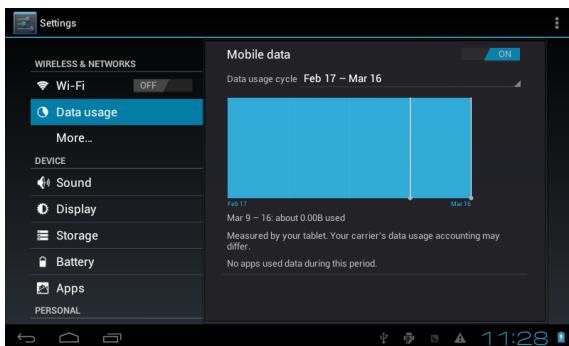 Settings
WIRELESS & NETWORKS
Wi-Fi OFF
Data usage
More...
DEVICE
Sound
Display
Storage
Battery
Apps
PERSONAL
Mobile data ON
Data usage cycle Feb 17 – Mar 16
Feb 17 Mar 16
Mar 9 – 16: about 0.00B used
Measured by your tablet. Your carrier's data usage accounting may
differ.
No apps used data during this period.
11:28